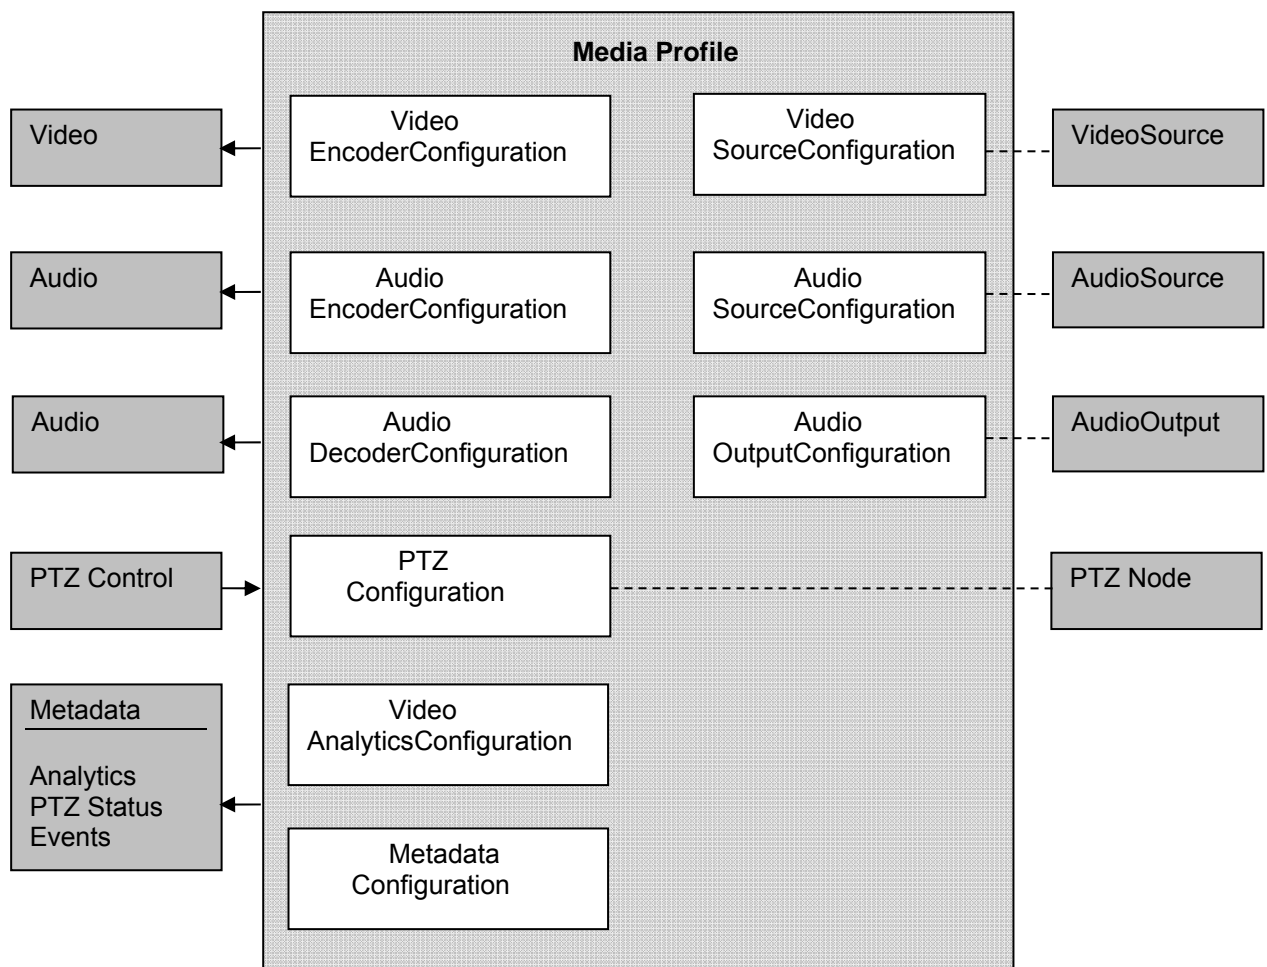 Media Profile
Video
Video
EncoderConfiguration
Video
SourceConfiguration
VideoSource
Audio
Audio
EncoderConfiguration
Audio
SourceConfiguration
AudioSource
Audio
Audio
DecoderConfiguration
Audio
OutputConfiguration
AudioOutput
PTZ Control
PTZ
Configuration
PTZ Node
Metadata
Analytics
PTZ Status
Events
Video
AnalyticsConfiguration
Metadata
Configuration